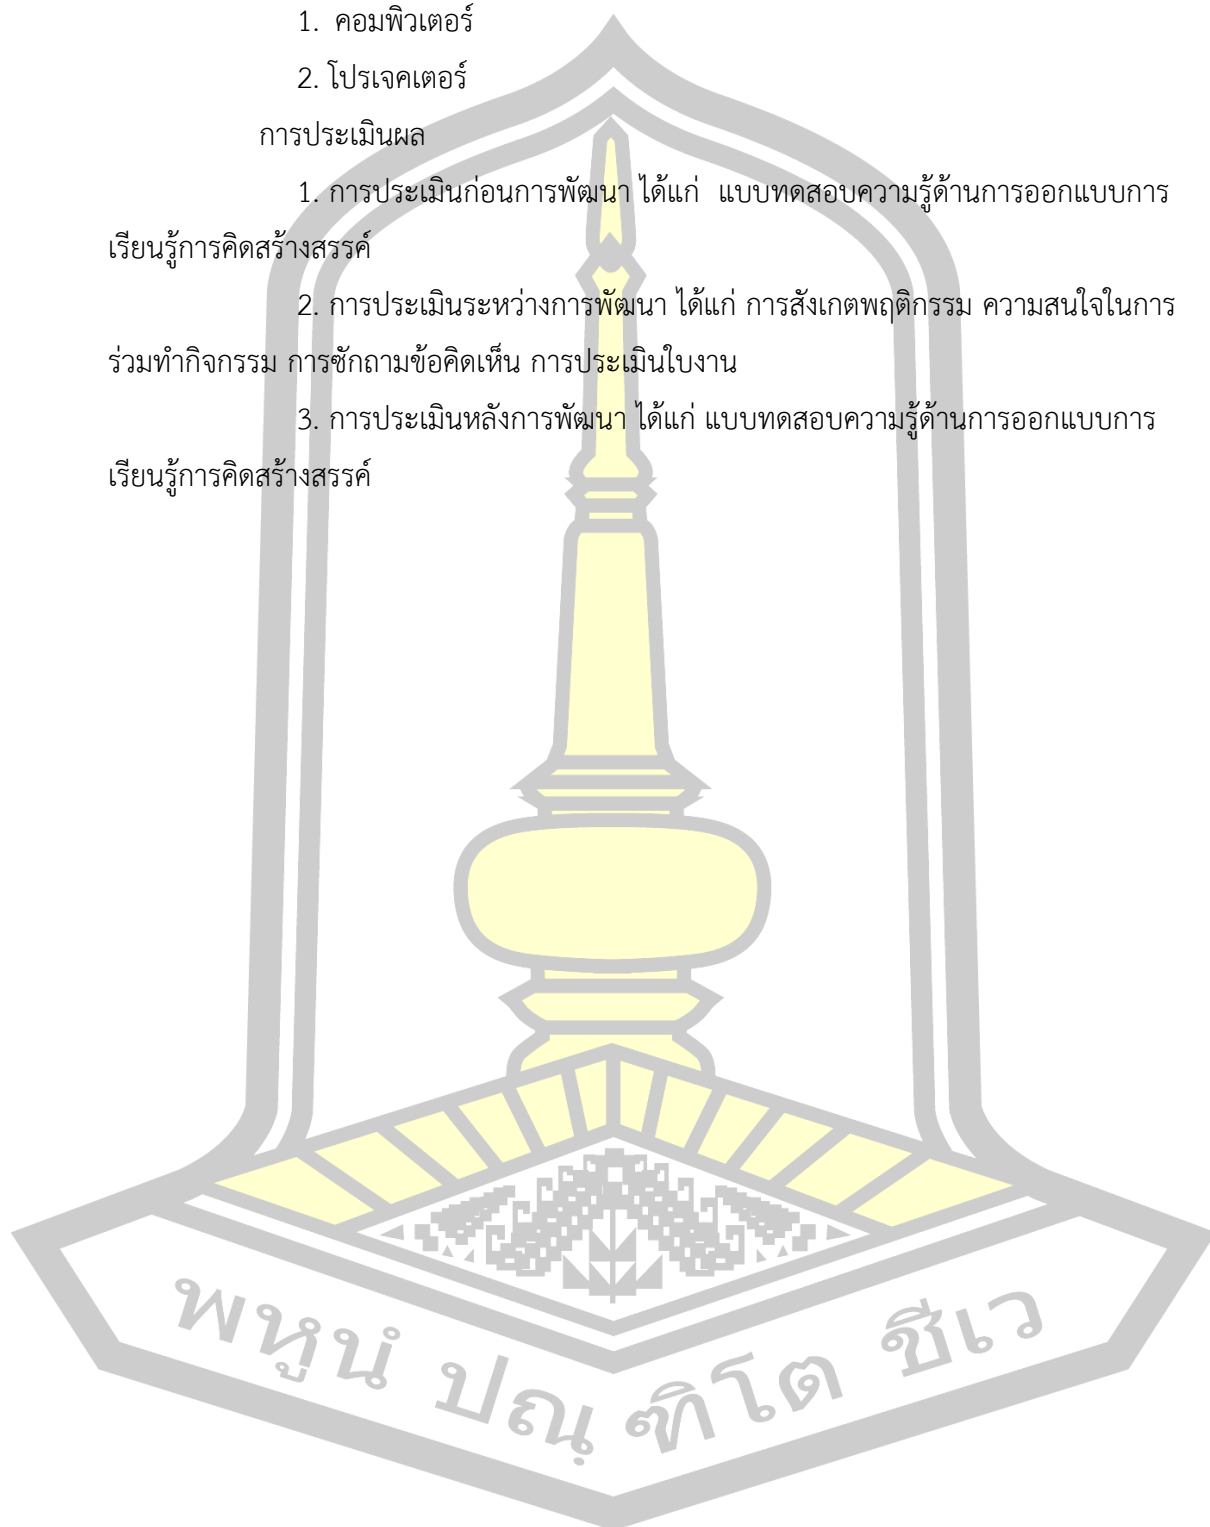 1. คอมพิวเตอร์
2. โปรเจคเตอร์
การประเมินผล
1. การประเมินก่อนการพัฒนา ได้แก่ แบบทดสอบความรู้ด้านการออกแบบการ
เรียนรู้การคิดสร้างสรรค์
2. การประเมินระหว่างการพัฒนา ได้แก่ การสังเกตพฤติกรรม ความสนใจในการ
ร่วมทำกิจกรรม การซักถามข้อคิดเห็น การประเมินใบงาน
3. การประเมินหลังการพัฒนา ได้แก่ แบบทดสอบความรู้ด้านการออกแบบการ
เรียนรู้การคิดสร้างสรรค์
พหูนํ ปณฺฑิโต ชีเว